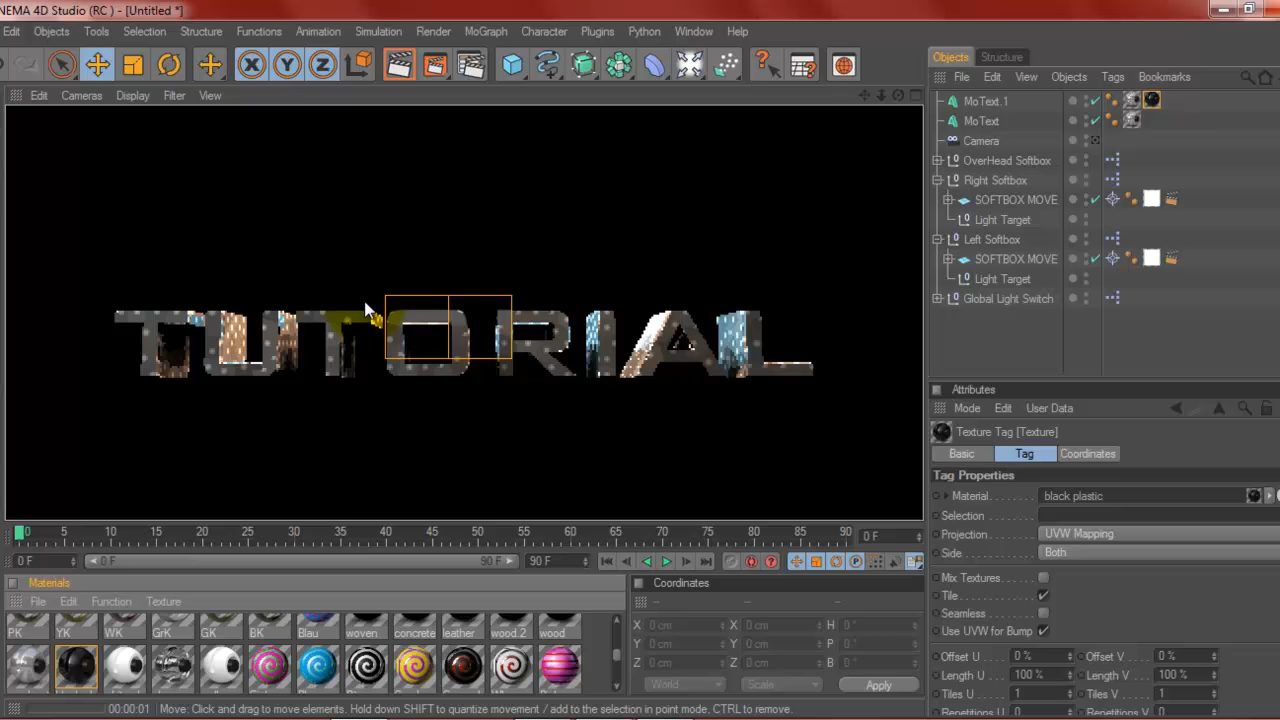 NEMA 4D Studio (RC ) - [Untitled *]
Edit Objects Tools Selection Structure Functions Animation Simulation Render MoGraph Character Plugins Python Window Help
X Y Z
Edit Cameras Display Filter View
TUTORIAL
0 5 10 15 20 25 30 35 40 45 50 55 60 65 70 75 80 85 90 0 F
0 F 0 F 90 F 90 F
Materials
File Edit Function Texture
PK YK WK GrK GK BK Blau woven concrete leather wood.2 wood
Coordinates
-- -- --
X 0 cm X 0 cm H 0 °
Y 0 cm Y 0 cm P 0 °
Z 0 cm Z 0 cm B 0 °
World Scale Apply
00:00:01 Move: Click and drag to move elements. Hold down SHIFT to quantize movement / add to the selection in point mode, CTRL to remove.
Objects Structure
File Edit View Objects Tags Bookmarks
MoText.1
MoText
Camera
OverHead Softbox
Right Softbox
SOFTBOX MOVE
Light Target
Left Softbox
SOFTBOX MOVE
Light Target
Global Light Switch
Attributes
Mode Edit User Data
Texture Tag [Texture]
Basic Tag Coordinates
Tag Properties
Material black plastic
Selection
Projection UVW Mapping
Side Both
Mix Textures
Tile
Seamless
Use UVW for Bump
Offset U 0 % Offset V 0 %
Length U 100 % Length V 100 %
Tiles U 1 Tiles V 1
Repetitions U 0 Repetitions V 0